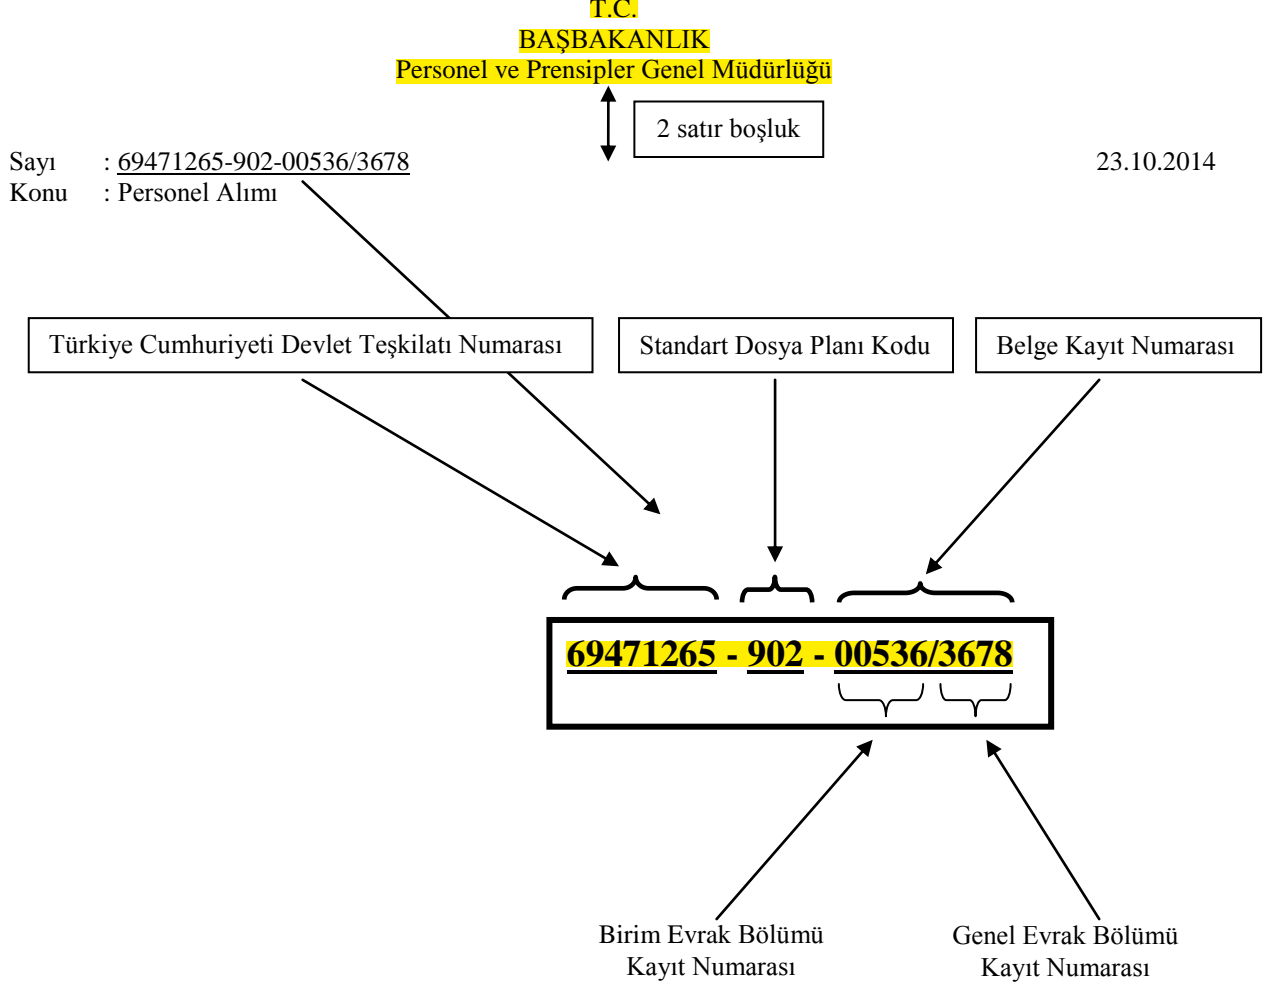 T.C.
BAŞBAKANLIK
Personel ve Prensipler Genel Müdürlüğü
2 satır boşluk
Sayı : 69471265-902-00536/3678 23.10.2014
Konu : Personel Alımı
Türkiye Cumhuriyeti Devlet Teşkilatı Numarası
Standart Dosya Planı Kodu
Belge Kayıt Numarası
69471265 - 902 - 00536/3678
Birim Evrak Bölümü
Kayıt Numarası
Genel Evrak Bölümü
Kayıt Numarası